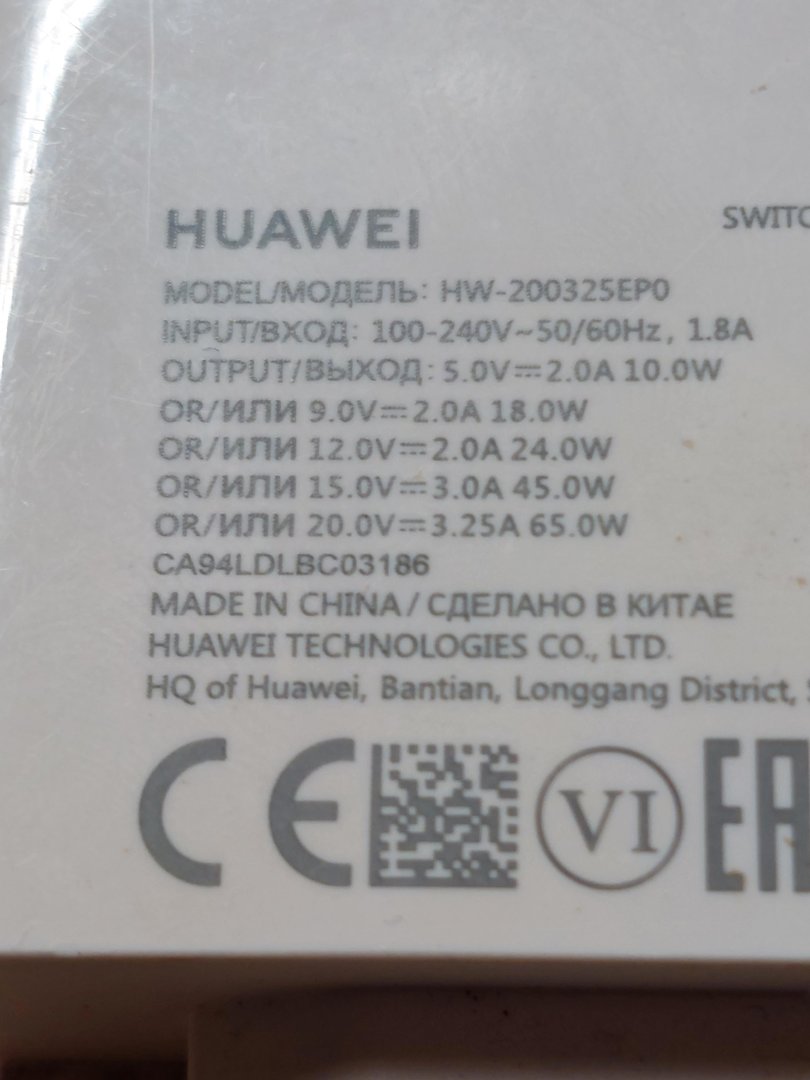 HUAWEI
SWITC
MODEL/МОДЕЛЬ: HW-200325EP0
INPUT/ВХОД: 100-240V~50/60Hz, 1.8A
OUTPUT/ВЫХОД: 5.0V⎓2.0A 10.0W
OR/ИЛИ 9.0V⎓2.0A 18.0W
OR/ИЛИ 12.0V⎓2.0A 24.0W
OR/ИЛИ 15.0V⎓3.0A 45.0W
OR/ИЛИ 20.0V⎓3.25A 65.0W
CA94LDLBC03186
MADE IN CHINA / СДЕЛАНО В КИТАЕ
HUAWEI TECHNOLOGIES CO., LTD.
HQ of Huawei, Bantian, Longgang District,
CE VI EA